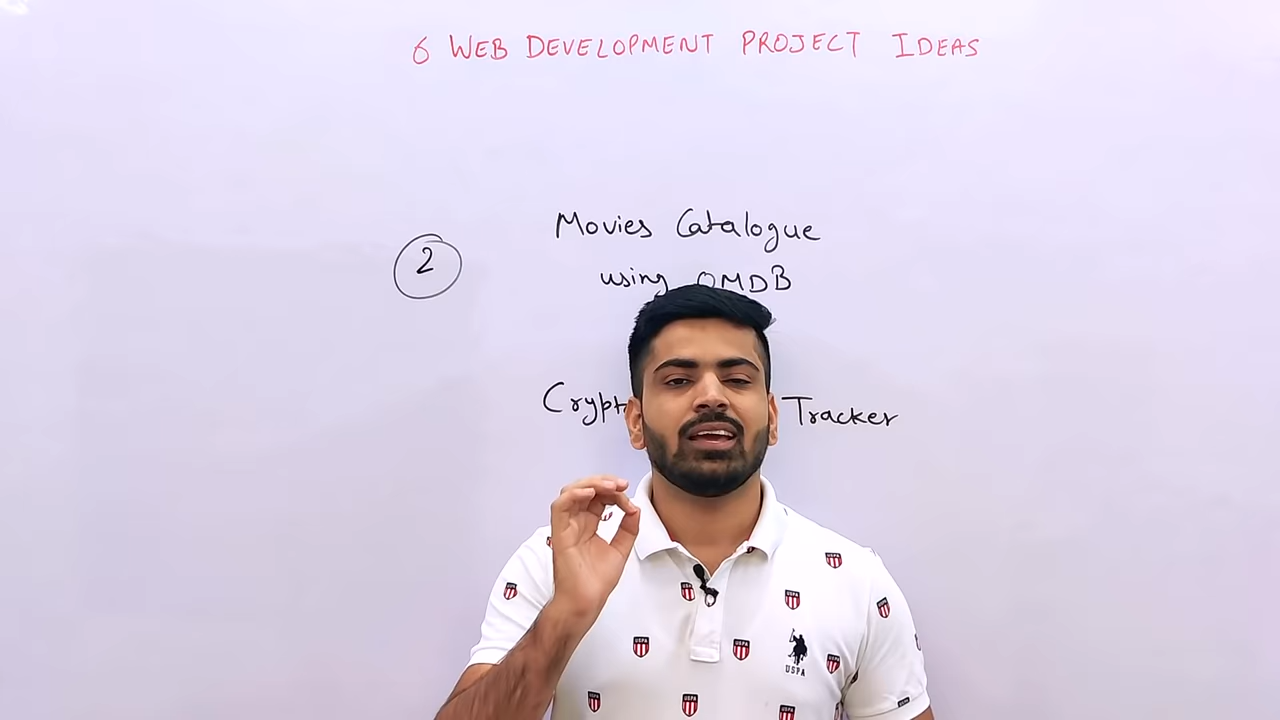 6 WEB DEVELOPMENT PROJECT IDEAS
2
Movies Catalogue
using OMDB
Tracker
USPA